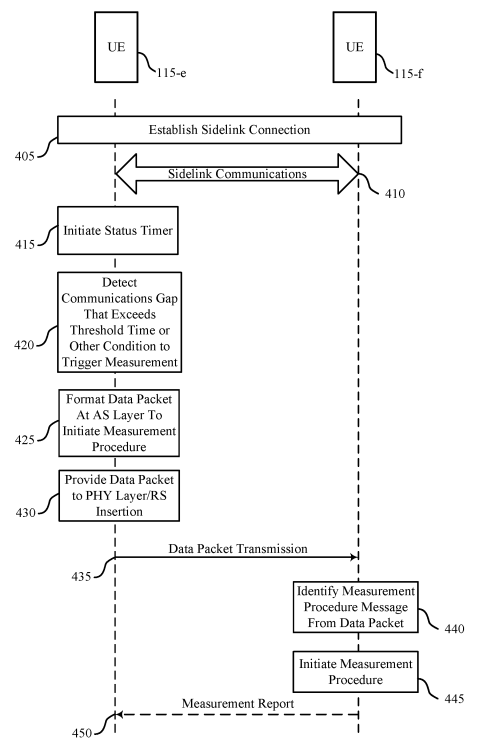 UE
UE
115-e
115-f
Establish Sidelink Connection
405
Sidelink Communications
410
Initiate Status Timer
415
Detect
Communications Gap
That Exceeds
Threshold Time or
Other Condition to
Trigger Measurement
420
Format Data Packet
At AS Layer To
Initiate Measurement
Procedure
425
Provide Data Packet
to PHY Layer/RS
Insertion
430
Data Packet Transmission
435
Identify Measurement
Procedure Message
From Data Packet
440
Initiate Measurement
Procedure
445
Measurement Report
450